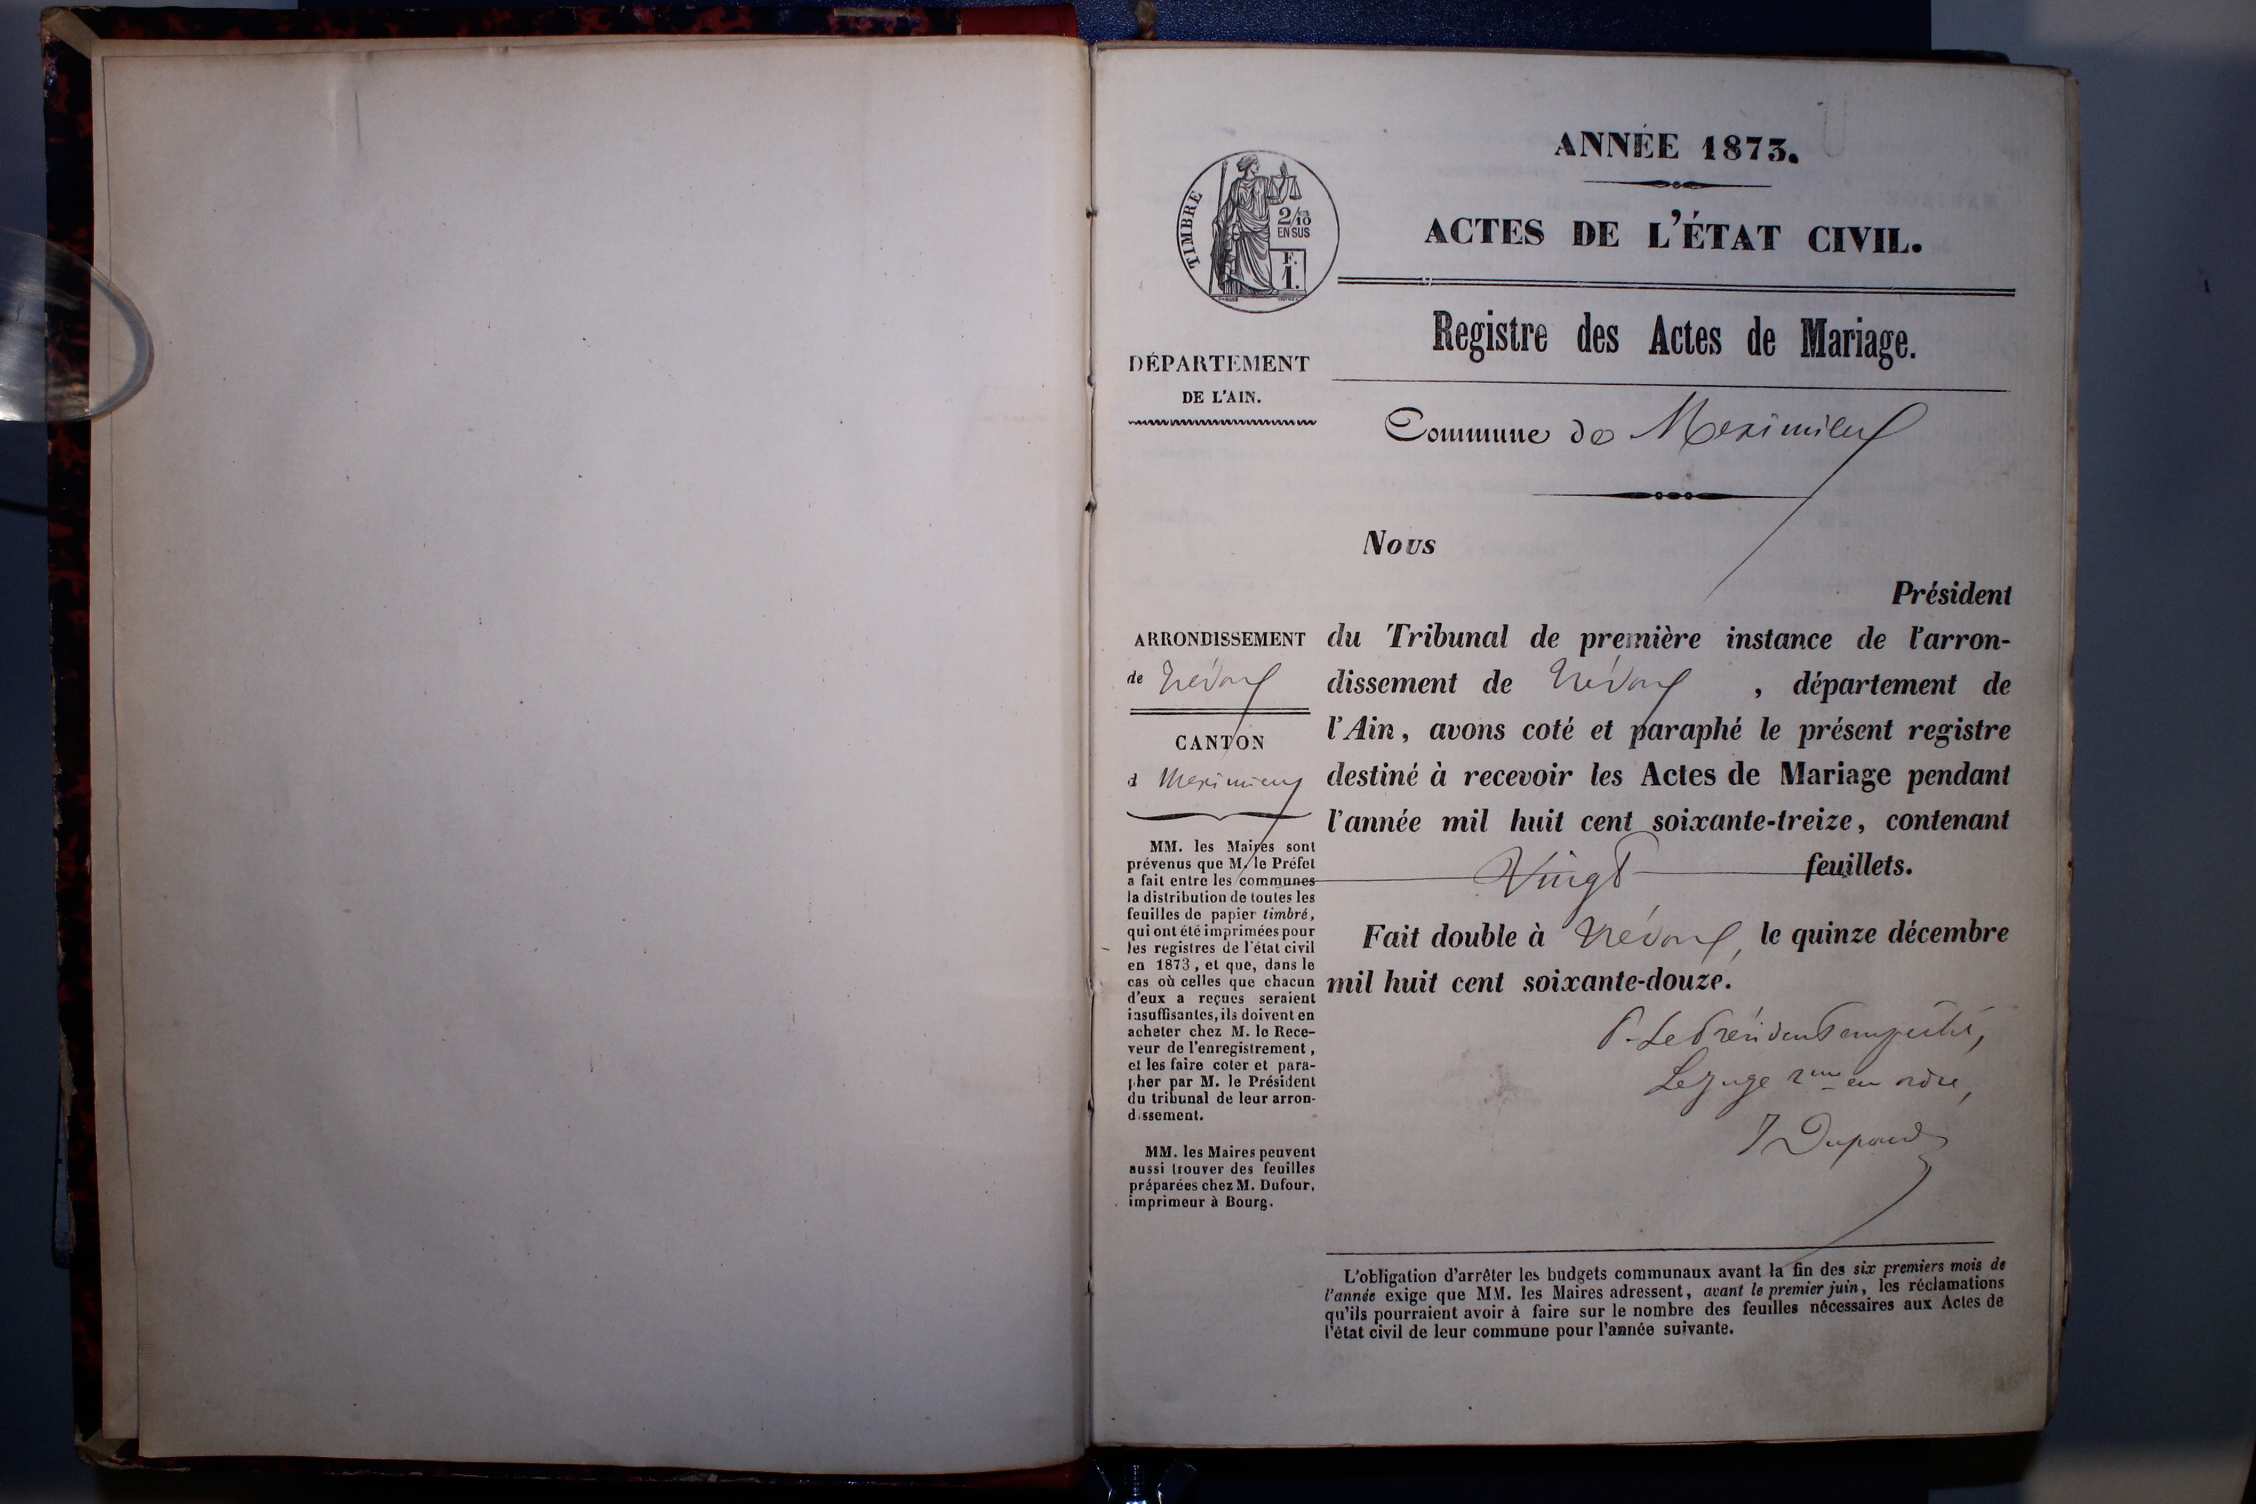 ANNÉE 1873.
TIMBRE
2/10 EN SUS
F. 1.
ACTES DE L'ÉTAT CIVIL.
Registre des Actes de Mariage.
DÉPARTEMENT
DE L'AIN.
Commune de Meximieux
Nous
Président
ARRONDISSEMENT
de Trévoux
CANTON
d Meximieux
du Tribunal de première instance de l'arron-
dissement de Trévoux, département de
l'Ain, avons coté et paraphé le présent registre
destiné à recevoir les Actes de Mariage pendant
l'année mil huit cent soixante-treize, contenant
Vingt feuillets.
Fait double à Trévoux, le quinze décembre
mil huit cent soixante-douze.
P. Le Président empêché,
Le Juge 2me en ordre,
J Dupond
MM. les Maires sont
prévenus que M. le Préfet
a fait entre les communes
la distribution de toutes les
feuilles de papier timbré,
qui ont été imprimées pour
les registres de l'état civil
en 1873, et que, dans le
cas où celles que chacun
d'eux a reçues seraient
insuffisantes, ils doivent en
acheter chez M. le Rece-
veur de l'enregistrement,
et les faire coter et para-
pher par M. le Président
du tribunal de leur arron-
dissement.
MM. les Maires peuvent
aussi trouver des feuilles
préparées chez M. Dufour,
imprimeur à Bourg.
L'obligation d'arrêter les budgets communaux avant la fin des six premiers mois de
l'année exige que MM. les Maires adressent, avant le premier juin, les réclamations
qu'ils pourraient avoir à faire sur le nombre des feuilles nécessaires aux Actes de
l'état civil de leur commune pour l'année suivante.